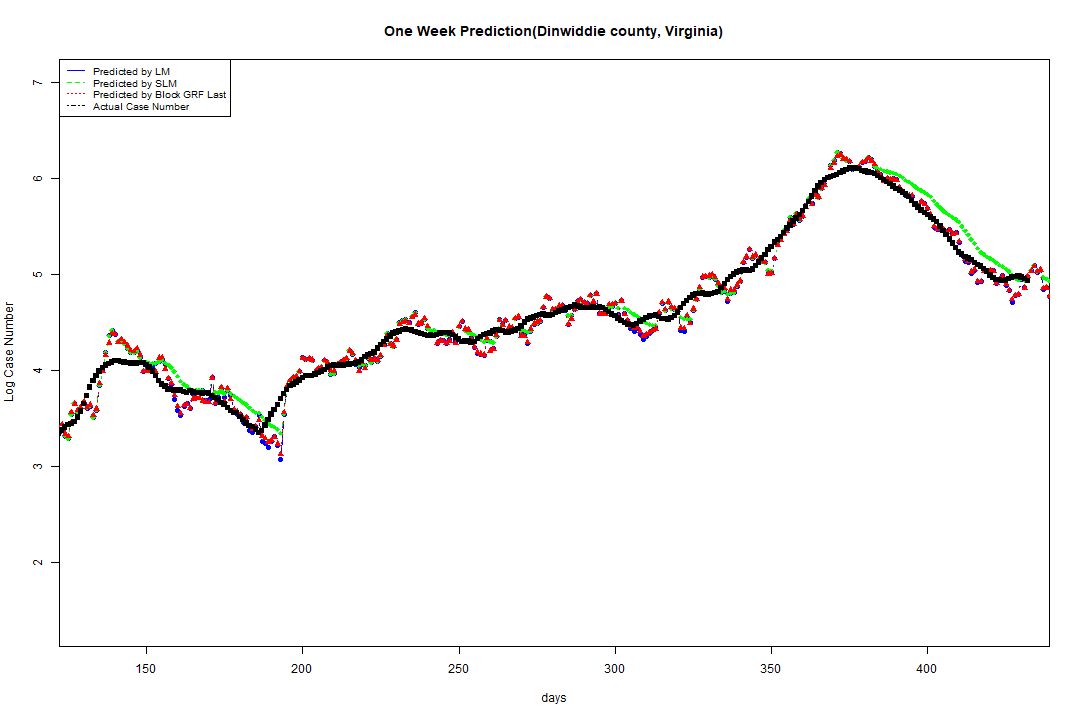 One Week Prediction(Dinwiddie county, Virginia)
Predicted by LM
Predicted by SLM
Predicted by Block GRF Last
Actual Case Number
Log Case Number
7
6
5
4
3
2
150 200 250 300 350 400
days